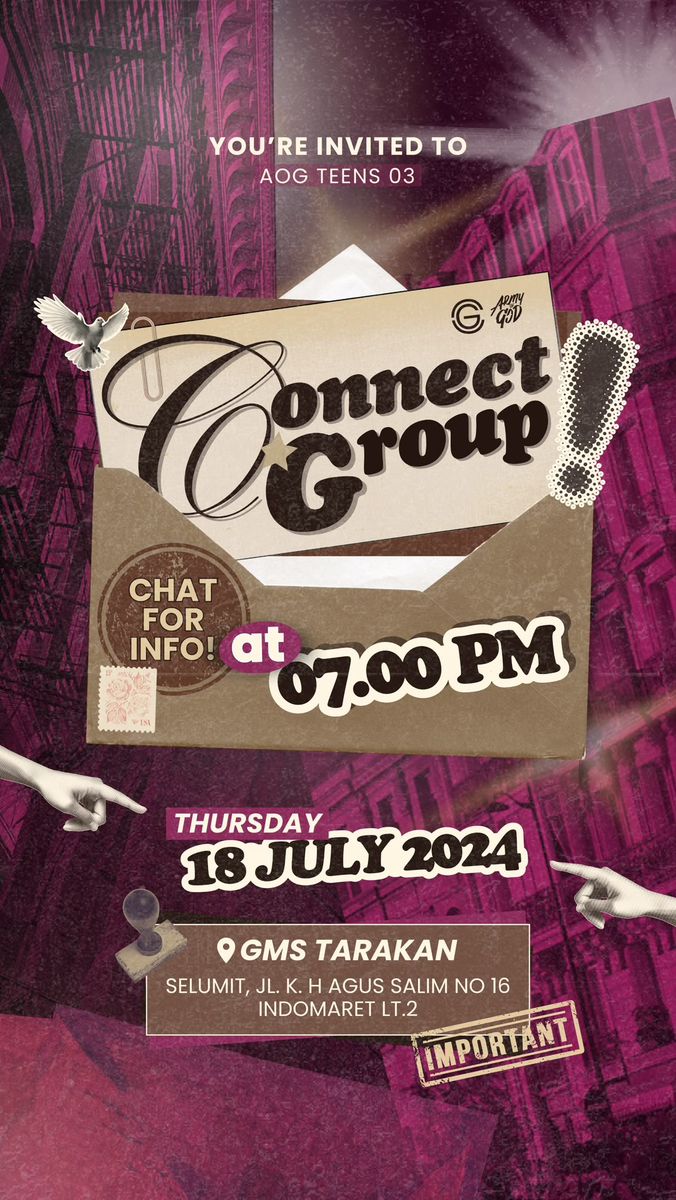 YOU'RE INVITED TO
AOG TEENS 03
ARMY
OF
GOD
Connect
Group
CHAT
FOR
INFO!
at
07.00 PM
THURSDAY
18 JULY 2024
GMS TARAKAN
SELUMIT, JL. K. H AGUS SALIM NO 16
INDOMARET LT.2
IMPORTANT